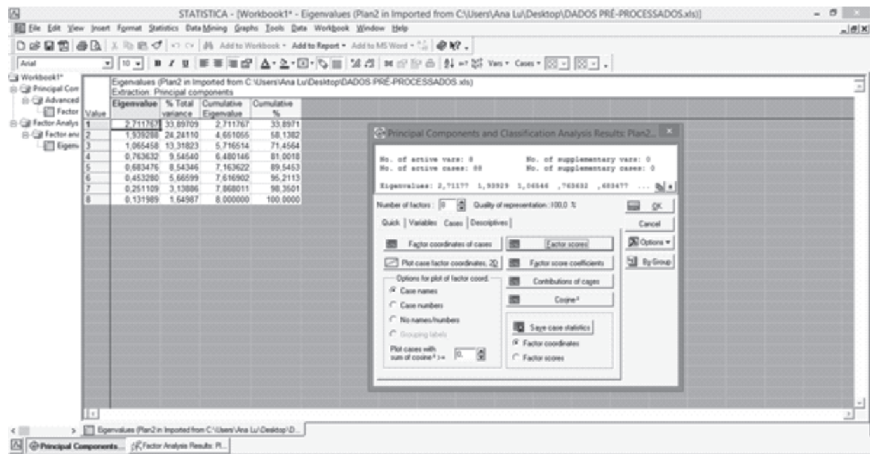 STATISTICA - [Workbook1* - Eigenvalues (Plan2 in Imported from C:\Users\Ana Lu\Desktop\DADOS PRÉ-PROCESSADOS.xls)]
File Edit View Insert Format Statistics Data Mining Graphs Tools Data Workbook Window Help
Add to Workbook Add to Report Add to MS Word
Arial 10 Vars Cases
Workbook1*
Principal Com
Advanced
Factor
Factor Analys
Factor ana
Eigen
Eigenvalues (Plan2 in Imported from C:\Users\Ana Lu\Desktop\DADOS PRÉ-PROCESSADOS.xls)
Extraction: Principal components
Value Eigenvalue % Total variance Cumulative Eigenvalue Cumulative %
1 2,711767 33,89709 2,711767 33,8971
2 1,939288 24,24110 4,651055 58,1382
3 1,065458 13,31823 5,716514 71,4564
4 0,763632 9,54540 6,480146 81,0018
5 0,683476 8,54346 7,163622 89,5453
6 0,453280 5,66599 7,616902 95,2113
7 0,251109 3,13886 7,868011 98,3501
8 0,131989 1,64987 8,000000 100,0000
Principal Components and Classification Analysis Results: Plan2...
No. of active vars: 8 No. of supplementary vars: 0
No. of active cases: 88 No. of supplementary cases: 0
Eigenvalues: 2,71177 1,93929 1,06546 ,763632 ,683477 ...
Number of factors: 8 Quality of representation: 100,0 %
OK
Quick Variables Cases Descriptives
Cancel
Factor coordinates of cases Factor scores
Options
Plot case factor coordinates, 2D Factor score coefficients
By Group
Options for plot of factor coord.
Contributions of cases
Case names
Cosine²
Case numbers
No names/numbers
Save case statistics
Grouping labels
Factor coordinates
Plot cases with sum of cosine² >= 0,
Factor scores
Eigenvalues (Plan2 in Imported from C:\Users\Ana Lu\Desktop\D...
Principal Components... Factor Analysis Results: Pl...